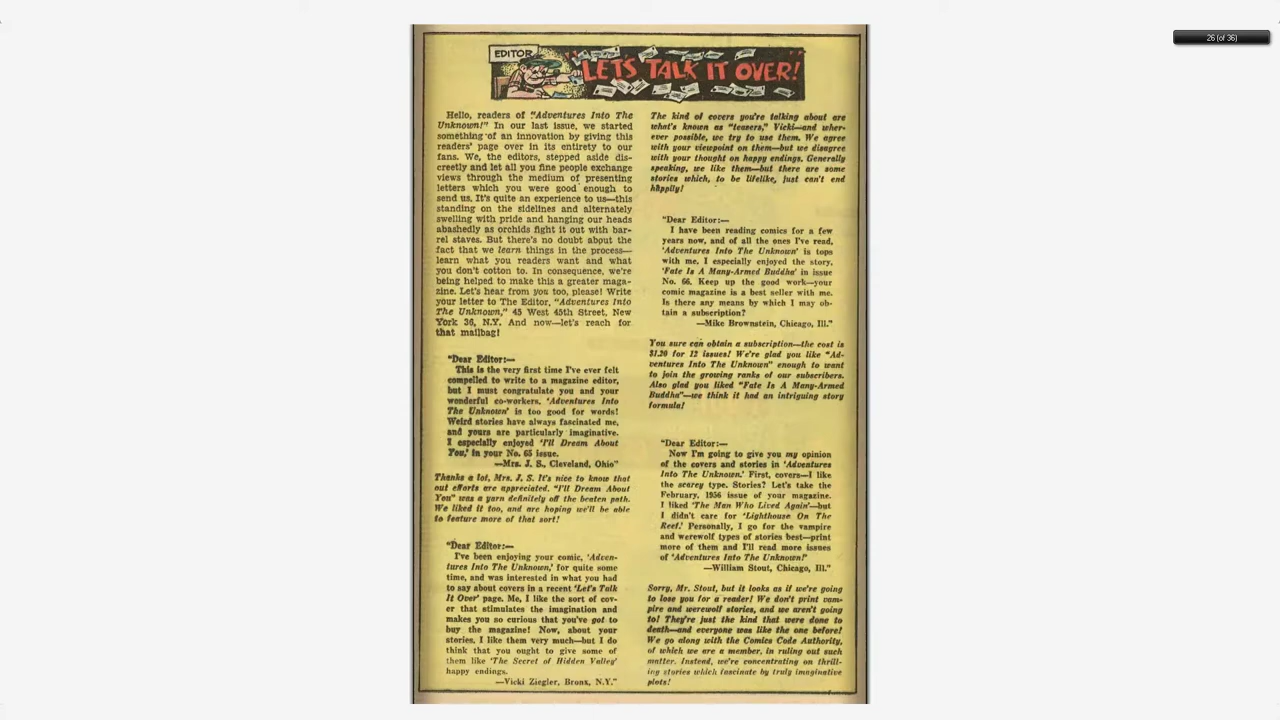 26 (of 36)
EDITOR
LET'S TALK IT OVER!
Hello, readers of "Adventures Into The
Unknown!" In our last issue, we started
something of an innovation by giving this
readers' page over in its entirety to our
fans. We, the editors, stepped aside dis-
creetly and let all you fine people exchange
views through the medium of presenting
letters which you were good enough to
send us. It's quite an experience to us—this
standing on the sidelines and alternately
swelling with pride and hanging our heads
abashedly as orchids fight it out with bar-
rel staves. But there's no doubt about the
fact that we learn things in the process—
learn what you readers want and what
you don't cotton to. In consequence, we're
being helped to make this a greater maga-
zine. Let's hear from you too, please! Write
your letter to The Editor, "Adventures Into
The Unknown," 45 West 45th Street, New
York 36, N.Y. And now—let's reach for
that mailbag!
"Dear Editor:—
This is the very first time I've ever felt
compelled to write to a magazine editor,
but I must congratulate you and your
wonderful co-workers. 'Adventures Into
The Unknown' is too good for words!
Weird stories have always fascinated me,
and yours are particularly imaginative.
I especially enjoyed 'I'll Dream About
You,' in your No. 65 issue.
—Mrs. J. S., Cleveland, Ohio"
Thanks a lot, Mrs. J. S. It's nice to know that
out efforts are appreciated. "I'll Dream About
You" was a yarn definitely off the beaten path.
We liked it too, and are hoping we'll be able
to feature more of that sort!
"Dear Editor:—
I've been enjoying your comic, 'Adven-
tures Into The Unknown,' for quite some
time, and was interested in what you had
to say about covers in a recent 'Let's Talk
It Over' page. Me, I like the sort of cov-
er that stimulates the imagination and
makes you so curious that you've got to
buy the magazine! Now, about your
stories. I like them very much—but I do
think that you ought to give some of
them like 'The Secret of Hidden Valley'
happy endings.
—Vicki Ziegler, Bronx, N.Y."
The kind of covers you're talking about are
what's known as "teasers," Vicki—and wher-
ever possible, we try to use them. We agree
with your viewpoint on them—but we disagree
with your thought on happy endings. Generally
speaking, we like them—but there are some
stories which, to be lifelike, just can't end
happily!
"Dear Editor:—
I have been reading comics for a few
years now, and of all the ones I've read,
'Adventures Into The Unknown' is tops
with me. I especially enjoyed the story,
'Fate Is A Many-Armed Buddha' in issue
No. 66. Keep up the good work—your
comic magazine is a best seller with me.
Is there any means by which I may ob-
tain a subscription?
—Mike Brownstein, Chicago, Ill."
You sure can obtain a subscription—the cost is
$1.20 for 12 issues! We're glad you like "Ad-
ventures Into The Unknown" enough to want
to join the growing ranks of our subscribers.
Also glad you liked "Fate Is A Many-Armed
Buddha"—we think it had an intriguing story
formula!
"Dear Editor:—
Now I'm going to give you my opinion
of the covers and stories in 'Adventures
Into The Unknown.' First, covers—I like
the scarey type. Stories? Let's take the
February, 1956 issue of your magazine.
I liked 'The Man Who Lived Again'—but
I didn't care for 'Lighthouse On The
Reef.' Personally, I go for the vampire
and werewolf types of stories best—print
more of them and I'll read more issues
of 'Adventures Into The Unknown!'
—William Stout, Chicago, Ill."
Sorry, Mr. Stout, but it looks as if we're going
to lose you for a reader! We don't print vam-
pire and werewolf stories, and we aren't going
to! They're just the kind that were done to
death—and everyone was like the one before!
We go along with the Comics Code Authority,
of which we are a member, in ruling out such
matter. Instead, we're concentrating on thrill-
ing stories which fascinate by truly imaginative
plots!